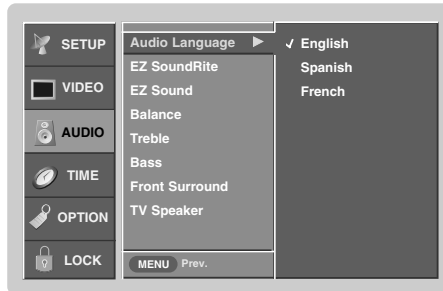 SETUP
VIDEO
AUDIO
TIME
OPTION
LOCK
Audio Language ►
EZ SoundRite
EZ Sound
Balance
Treble
Bass
Front Surround
TV Speaker
MENU Prev.
✓ English
Spanish
French